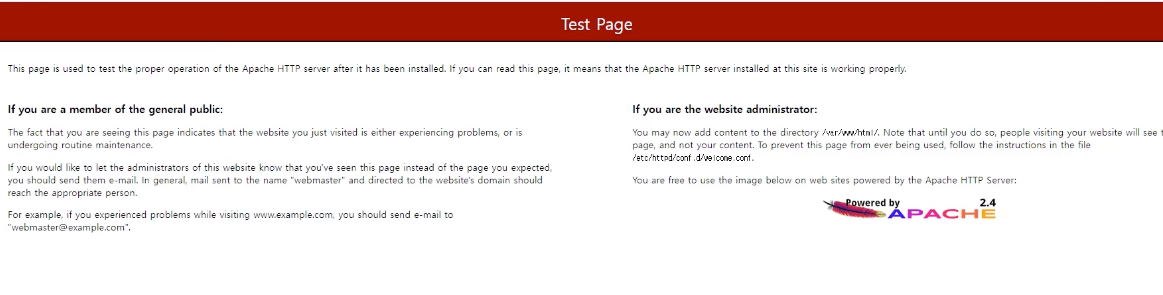 Test Page
This page is used to test the proper operation of the Apache HTTP server after it has been installed. If you can read this page, it means that the Apache HTTP server installed at this site is working properly.
If you are a member of the general public:
The fact that you are seeing this page indicates that the website you just visited is either experiencing problems, or is
undergoing routine maintenance.
If you would like to let the administrators of this website know that you've seen this page instead of the page you expected,
you should send them e-mail. In general, mail sent to the name "webmaster" and directed to the website's domain should
reach the appropriate person.
For example, if you experienced problems while visiting www.example.com, you should send e-mail to
"webmaster@example.com".
If you are the website administrator:
You may now add content to the directory /var/www/html/. Note that until you do so, people visiting your website will see t
page, and not your content. To prevent this page from ever being used, follow the instructions in the file
/etc/httpd/conf.d/welcome.conf.
You are free to use the image below on web sites powered by the Apache HTTP Server:
Powered by 2.4
APACHE